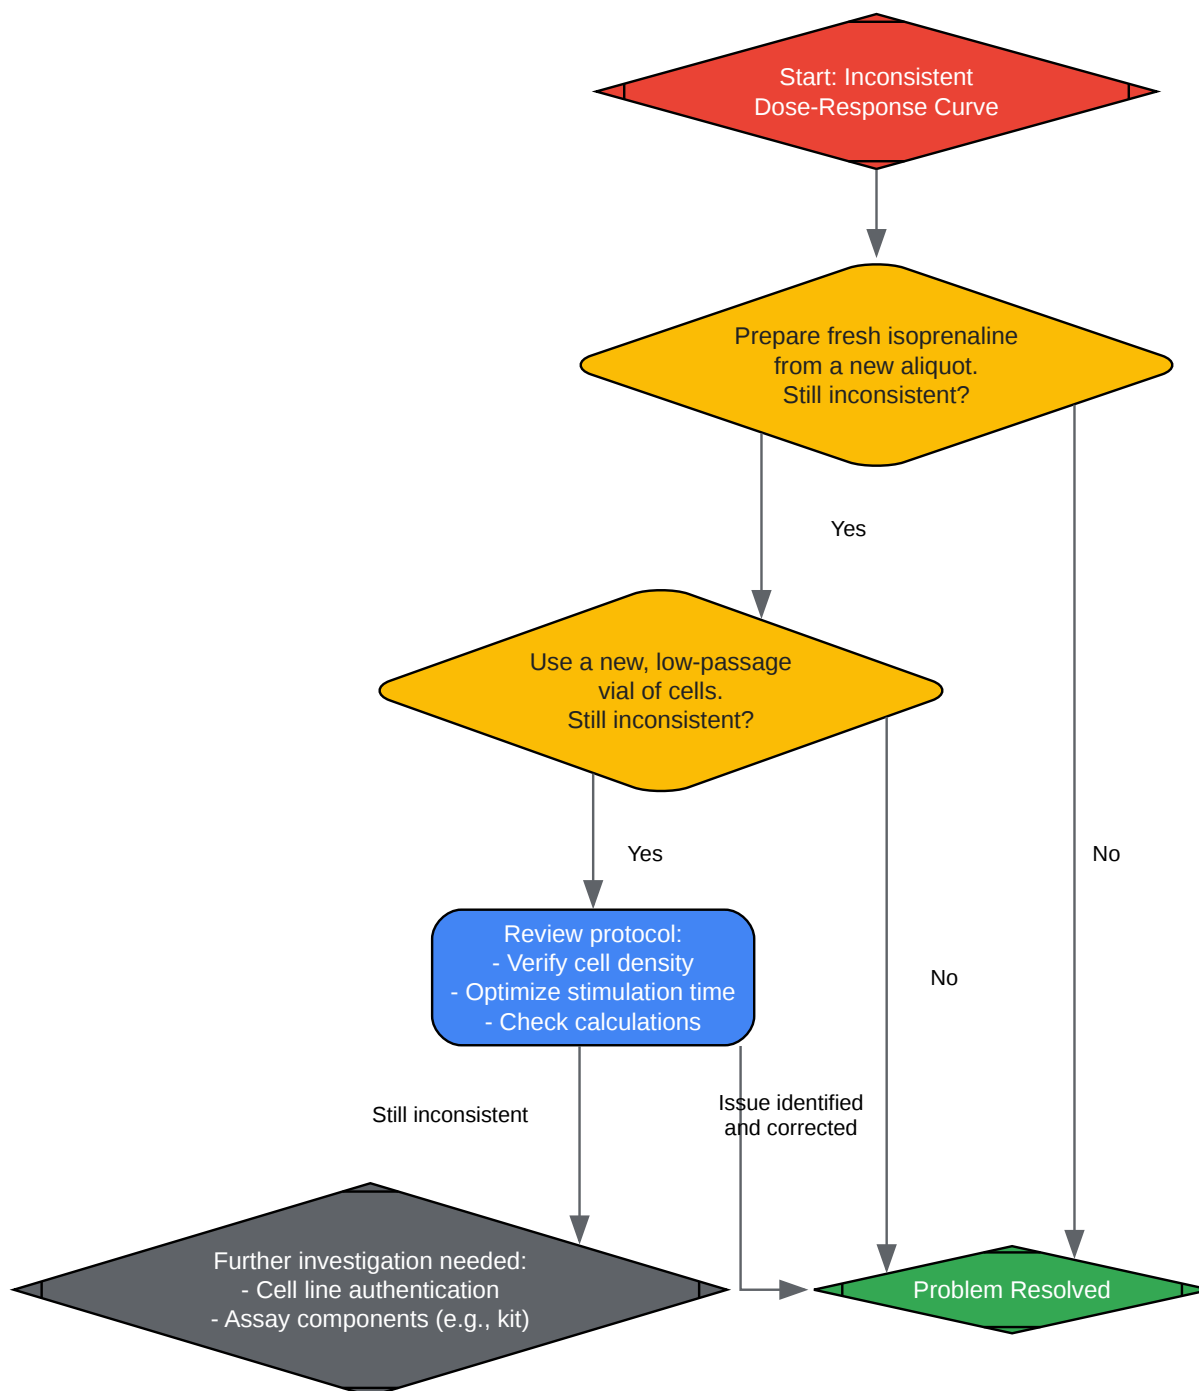 Start: Inconsistent
Dose-Response Curve
Prepare fresh isoprenaline
from a new aliquot.
Still inconsistent?
Yes
Use a new, low-passage
vial of cells.
Still inconsistent?
Yes
No
Review protocol:
- Verify cell density
- Optimize stimulation time
- Check calculations
No
Still inconsistent
Issue identified
and corrected
Further investigation needed:
- Cell line authentication
- Assay components (e.g., kit)
Problem Resolved